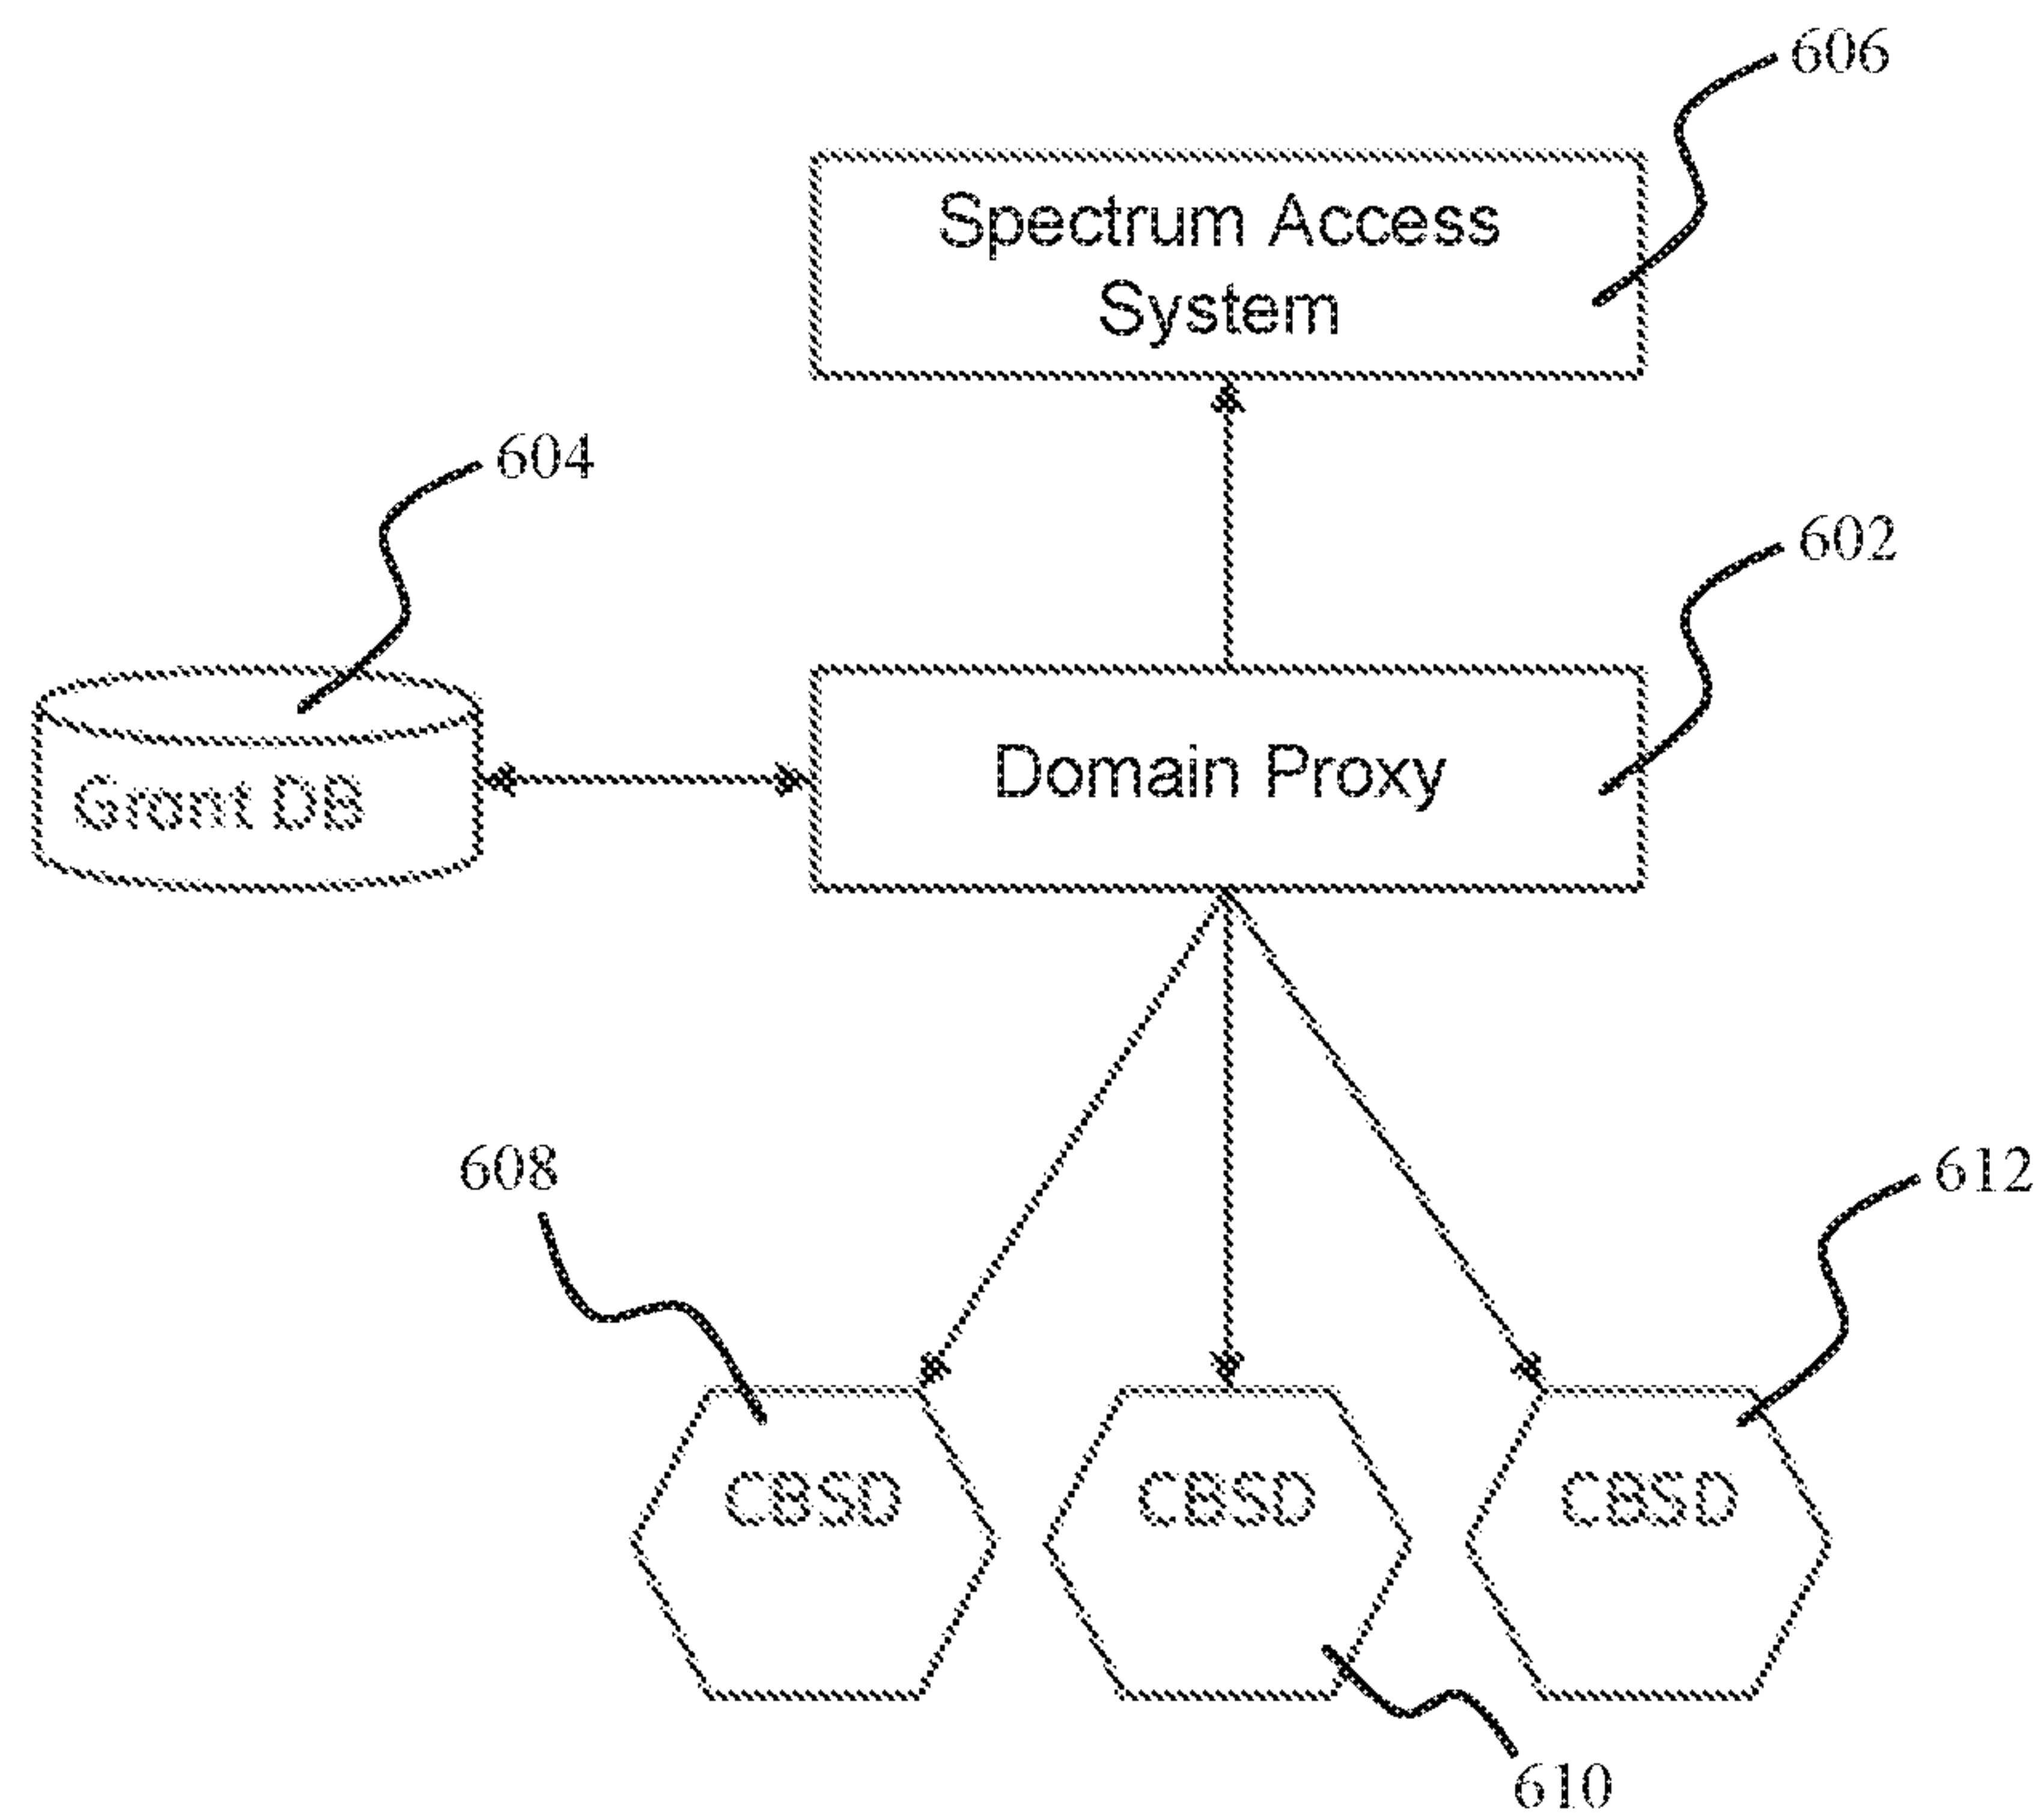 606
Spectrum Access
System
604
602
Domain Proxy
Grant DB
608
612
CBSD
CBSD
CBSD
610